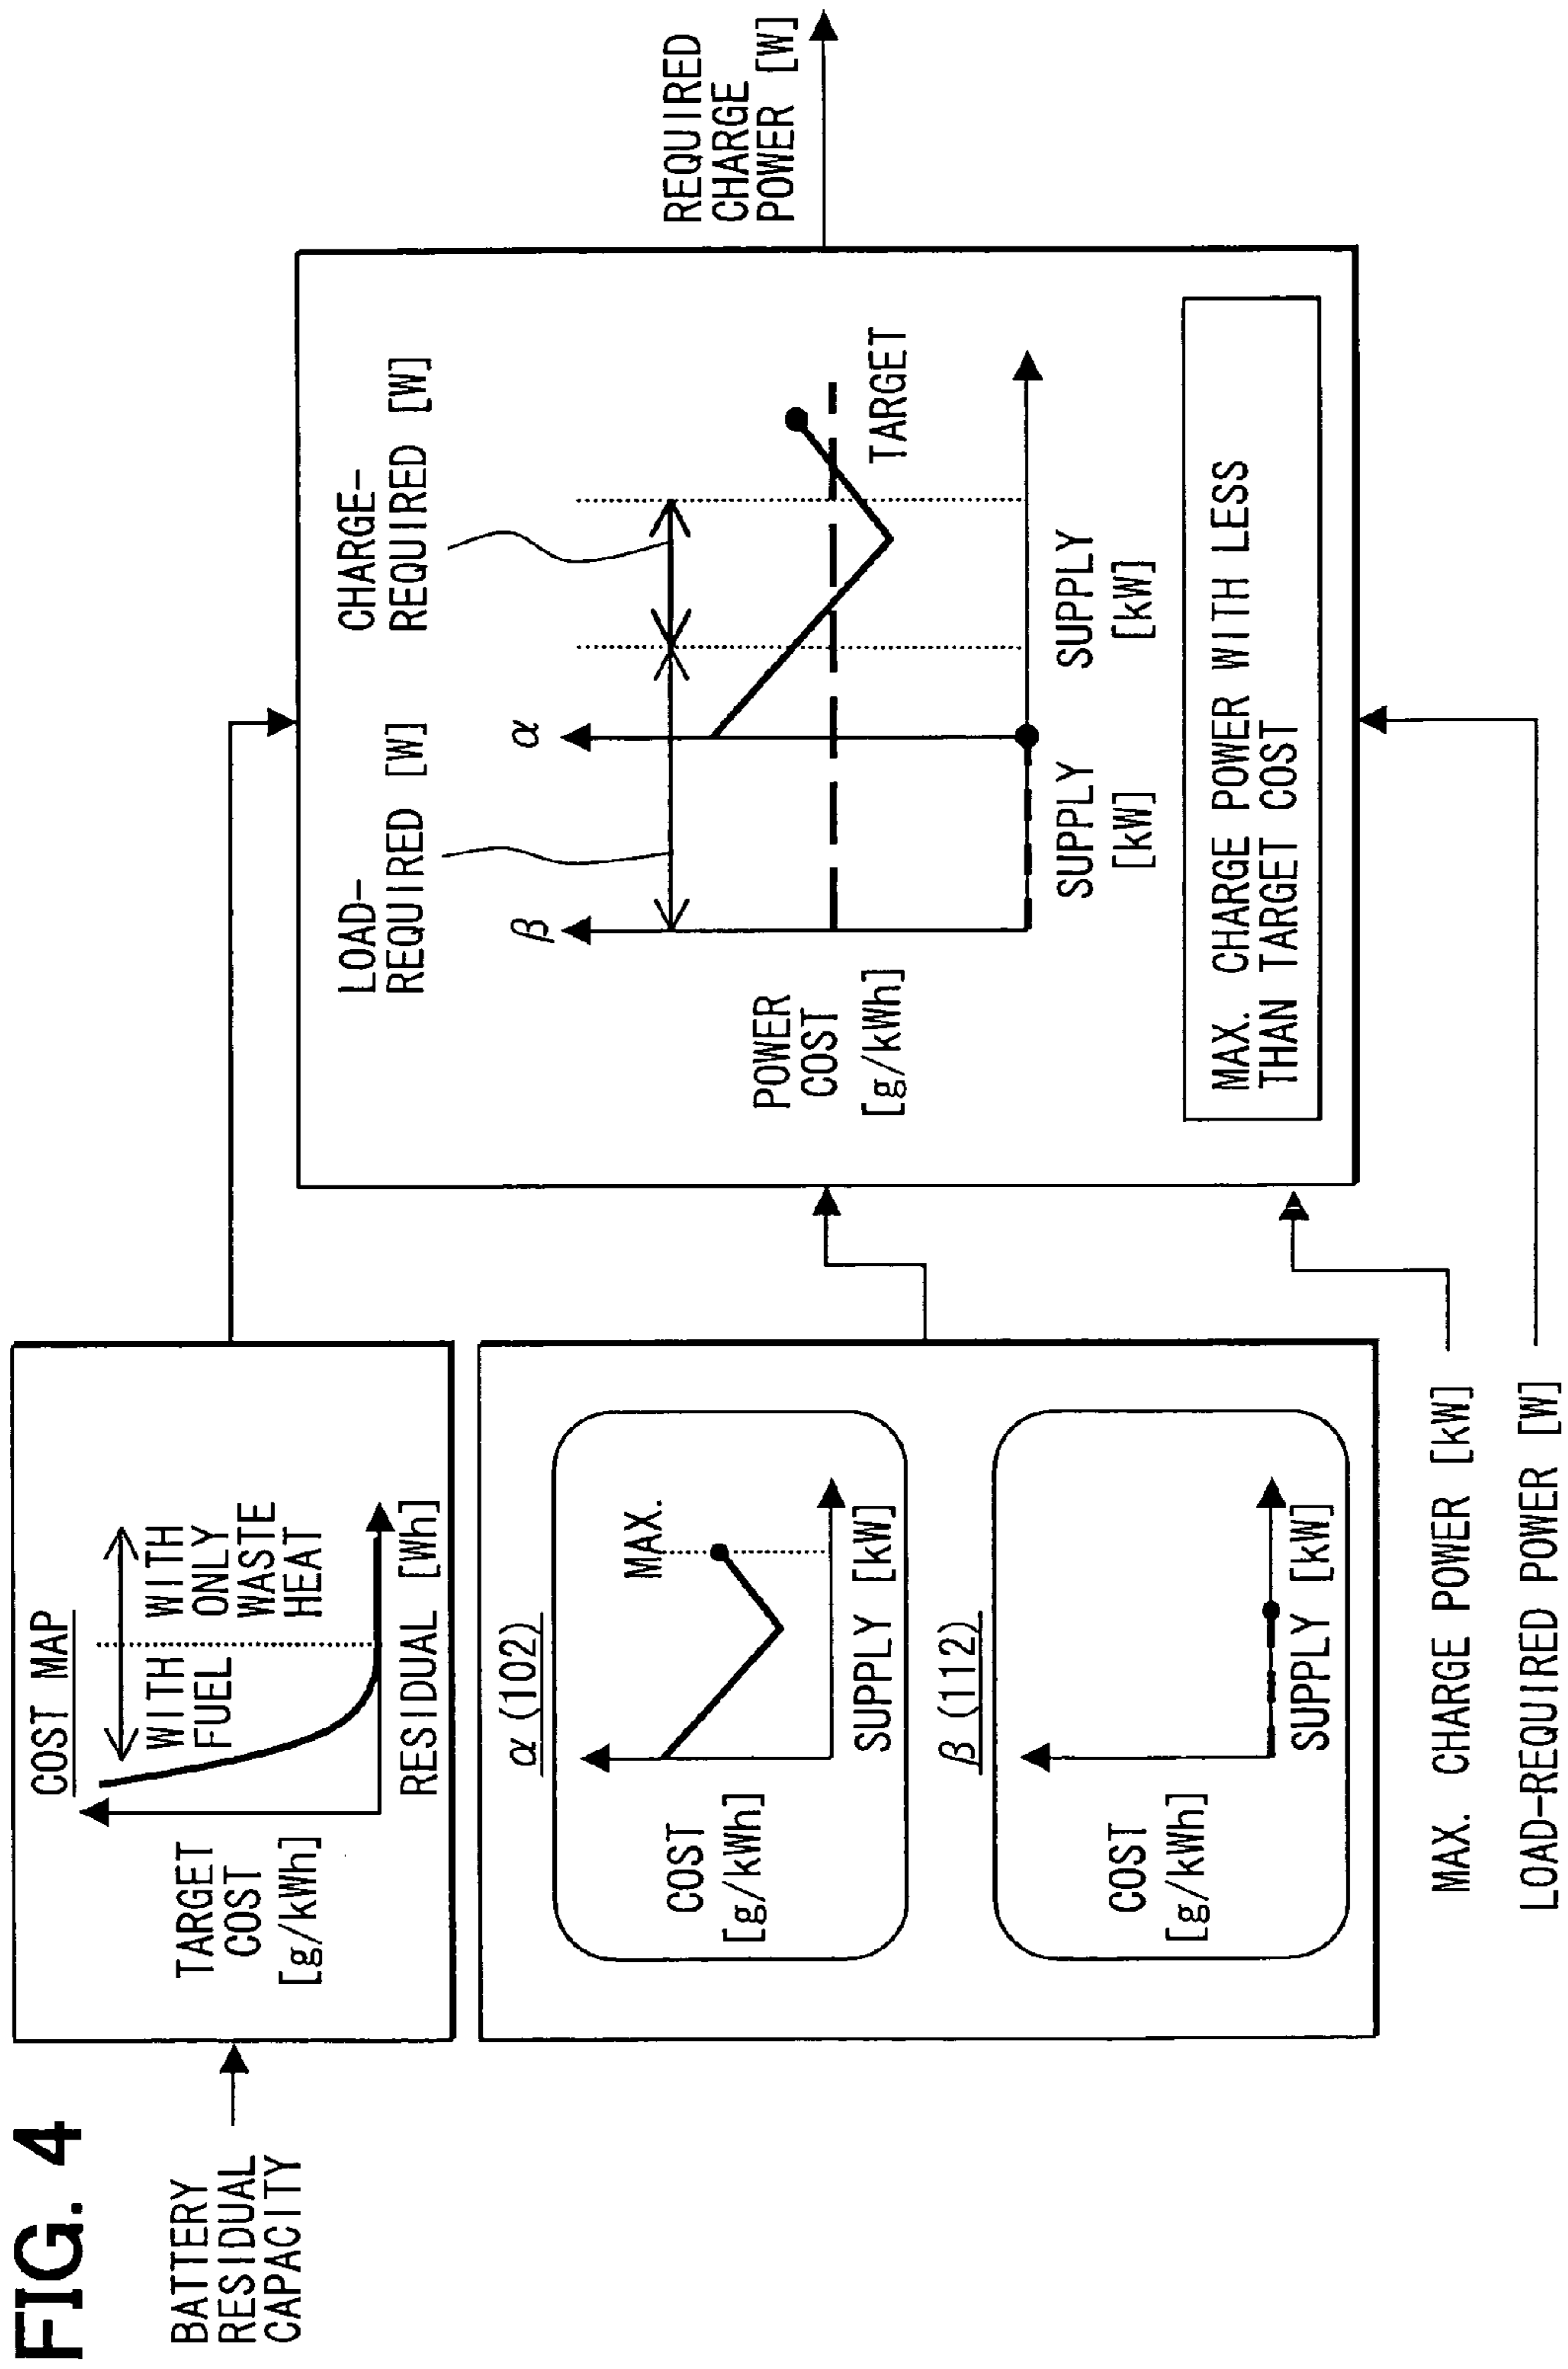 FIG. 4
BATTERY
RESIDUAL
CAPACITY
COST MAP
WITH
FUEL
WITH
ONLY
WASTE
HEAT
TARGET
COST
[g/kWh]
RESIDUAL [Wh]
α (102)
MAX.
COST
[g/kWh]
SUPPLY [kW]
β (112)
COST
[g/kWh]
SUPPLY [kW]
MAX. CHARGE POWER [kW]
LOAD-REQUIRED POWER [W]
LOAD-
REQUIRED [W]
CHARGE-
REQUIRED [W]
β
α
POWER
COST
[g/kWh]
TARGET
SUPPLY
[kW]
SUPPLY
[kW]
MAX. CHARGE POWER WITH LESS
THAN TARGET COST
REQUIRED
CHARGE
POWER [W]